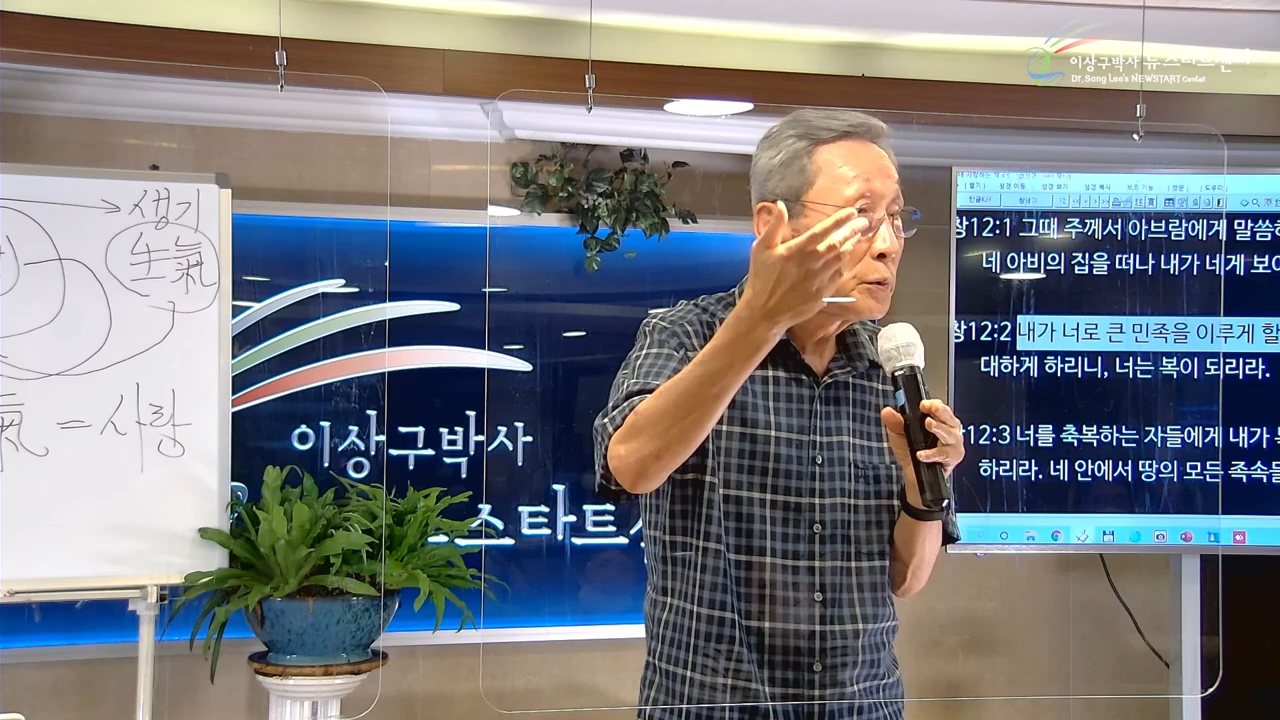 이상구박사 뉴스타트센터
Dr. Sang Lee's NEWSTART Center
생기
生氣
氣 = 사랑
이상구박사
스타트
창12:1 그때 주께서 아브람에게 말씀하
네 아비의 집을 떠나 내가 네게 보여
창12:2 내가 너로 큰 민족을 이루게 할
대하게 하리니, 너는 복이 되리라.
창12:3 너를 축복하는 자들에게 내가
하리라. 네 안에서 땅의 모든 족속들